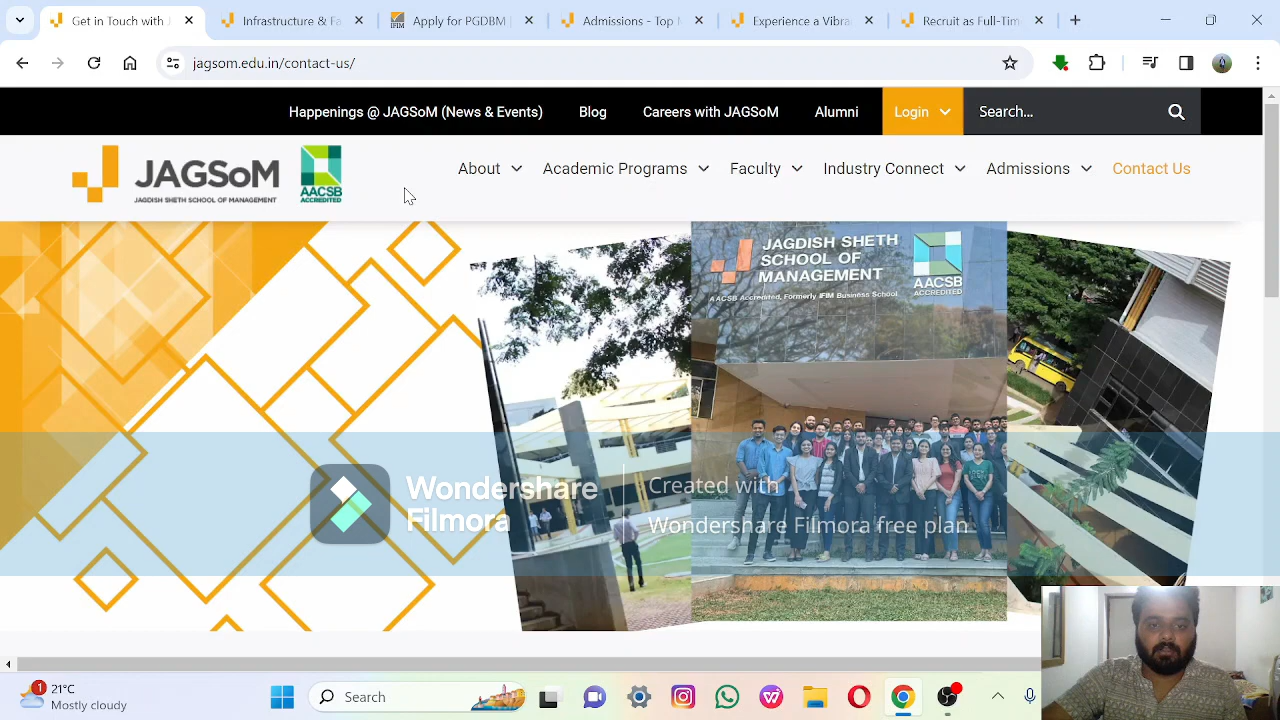 Get in Touch with J
Infrastructure & Fa
Apply for PGDBM |
Admissions - Top M
Experience a Vibra
Recruit as Full-Tim
jagsom.edu.in/contact-us/
Happenings @ JAGSoM (News & Events)
Blog
Careers with JAGSoM
Alumni
Login
Search...
JAGSoM
JAGDISH SHETH SCHOOL OF MANAGEMENT
AACSB
ACCREDITED
About
Academic Programs
Faculty
Industry Connect
Admissions
Contact Us
JAGDISH SHETH
SCHOOL OF
MANAGEMENT
AACSB
ACCREDITED
AACSB Accredited, Formerly IFIM Business School
Wondershare
Filmora
Created with
Wondershare Filmora free plan
1
21°C
Mostly cloudy
Search